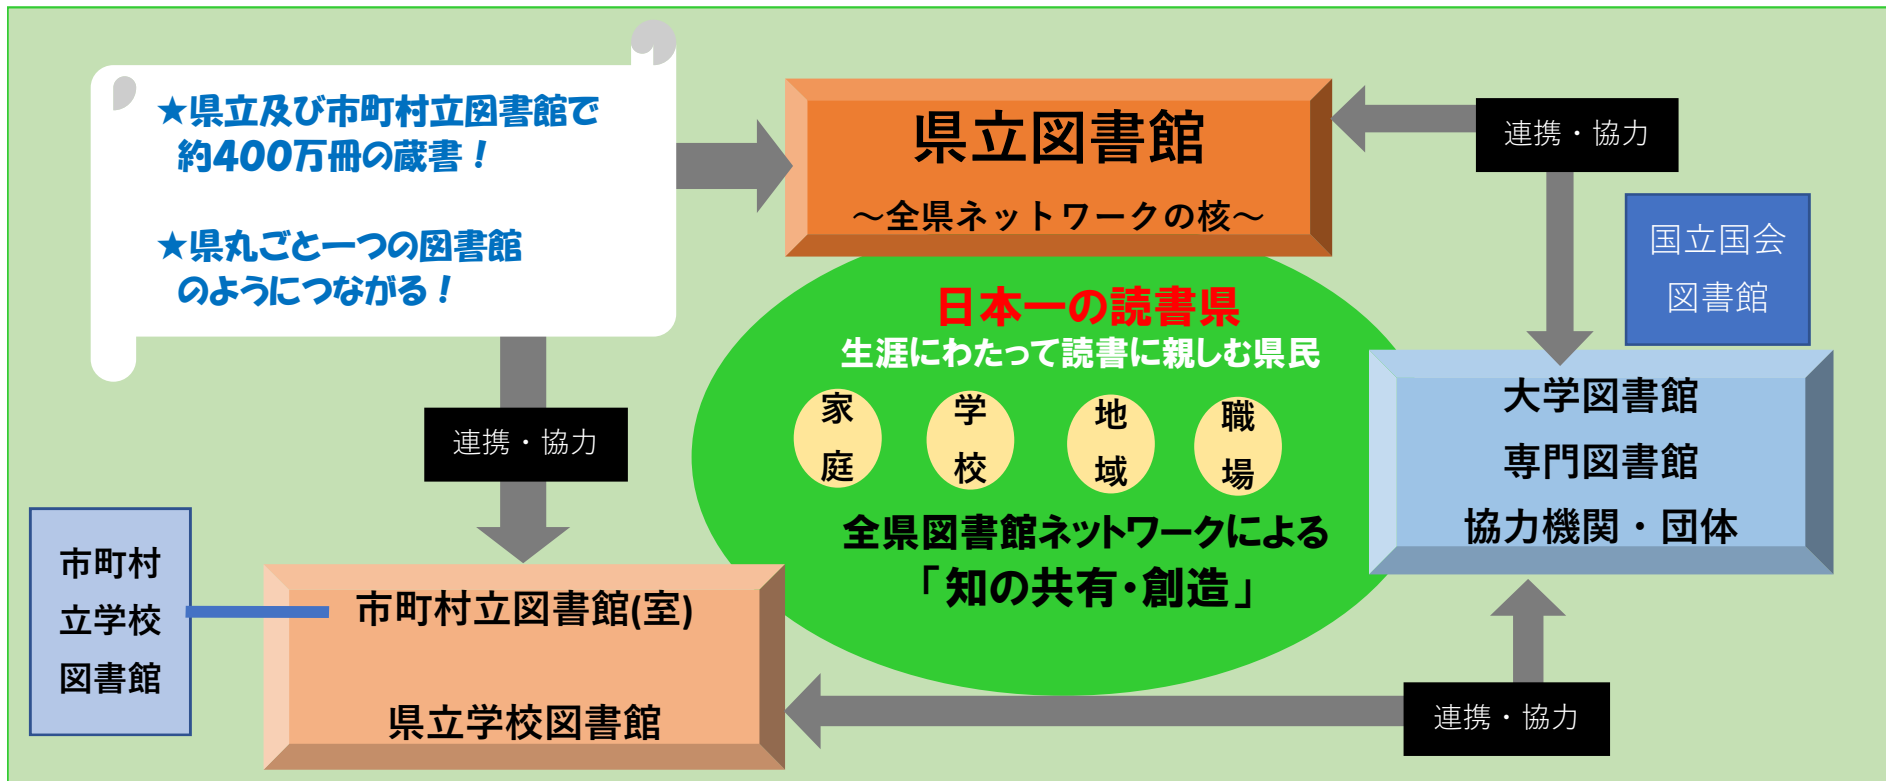 ★県立及び市町村立図書館で
約400万冊の蔵書！
★県丸ごと一つの図書館
のようにつながる！
県立図書館
～全県ネットワークの核～
連携・協力
国立国会
図書館
日本一の読書県
生涯にわたって読書に親しむ県民
家庭
学校
地域
職場
全県図書館ネットワークによる
「知の共有・創造」
大学図書館
専門図書館
協力機関・団体
連携・協力
市町村
立学校
図書館
市町村立図書館(室)
県立学校図書館
連携・協力